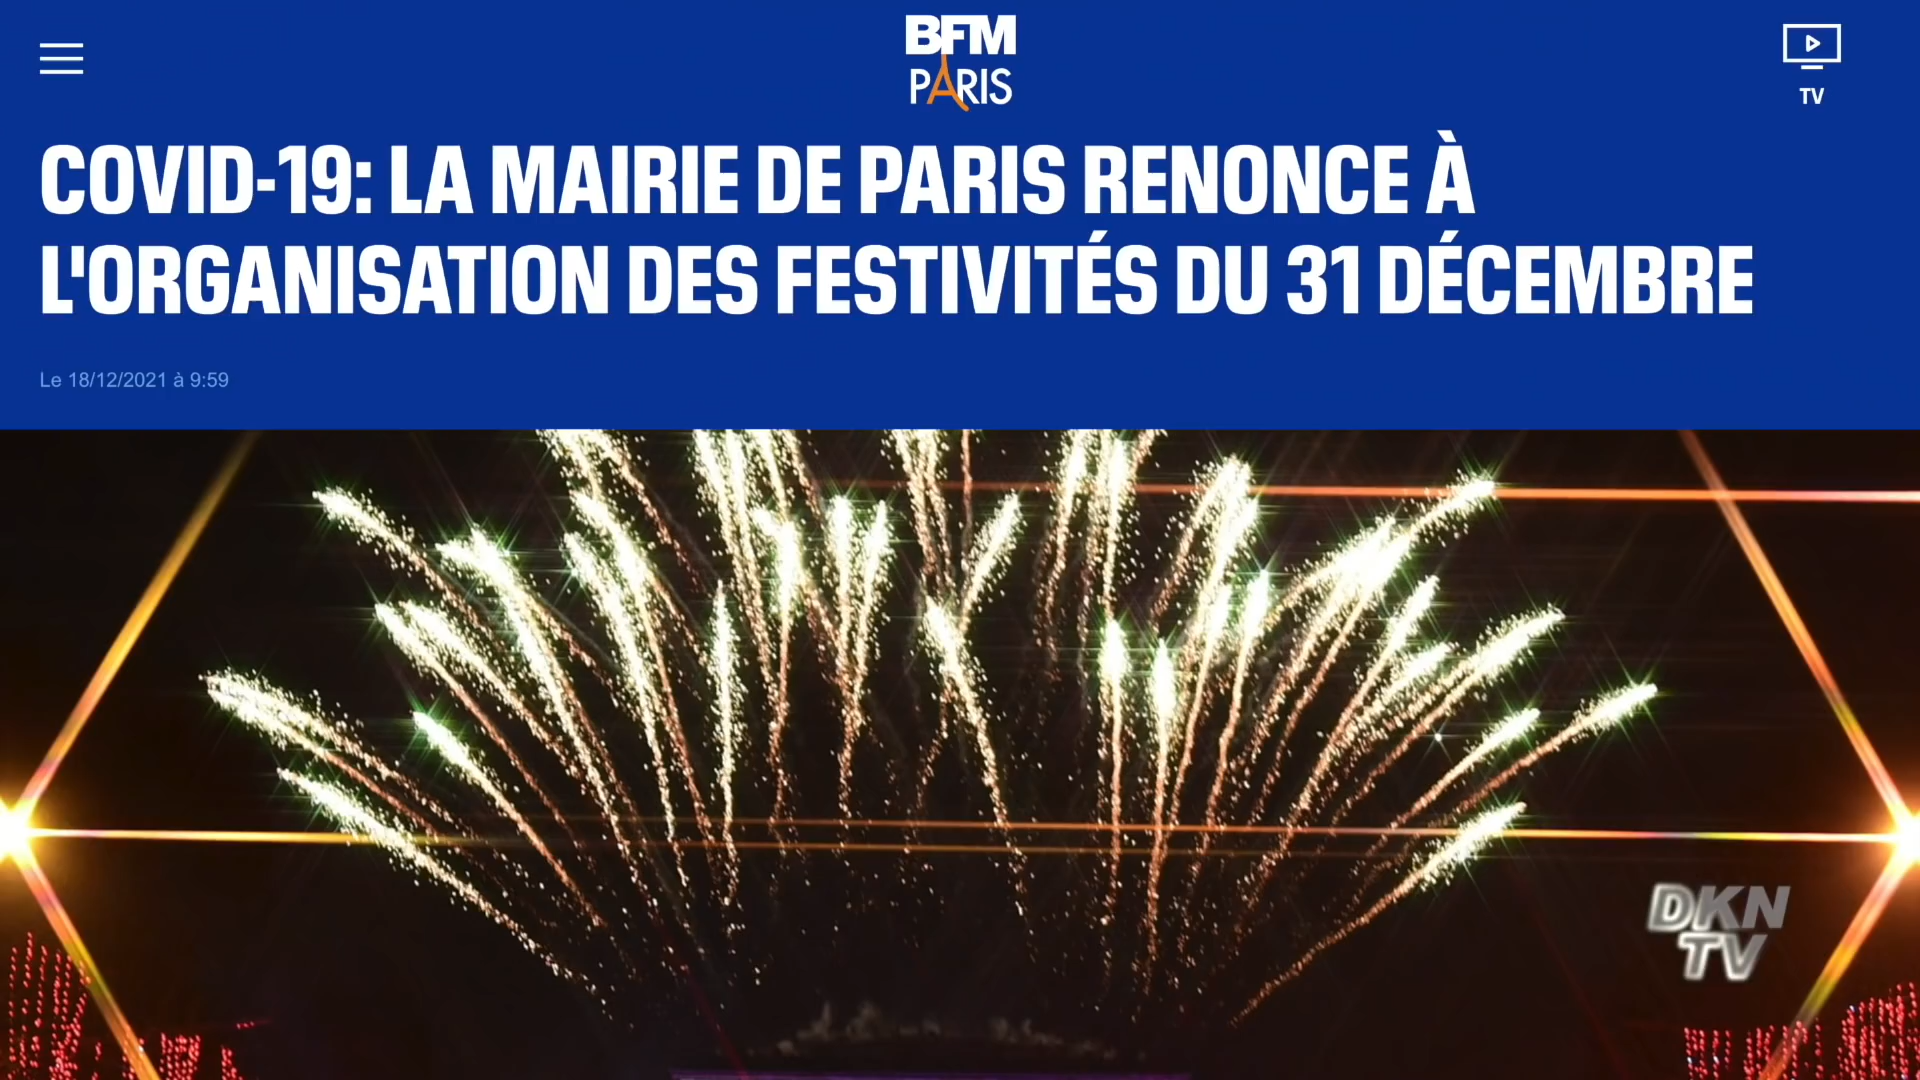 BFM
PARIS
TV
COVID-19: LA MAIRIE DE PARIS RENONCE À
L'ORGANISATION DES FESTIVITÉS DU 31 DÉCEMBRE
Le 18/12/2021 à 9:59
DKN
TV